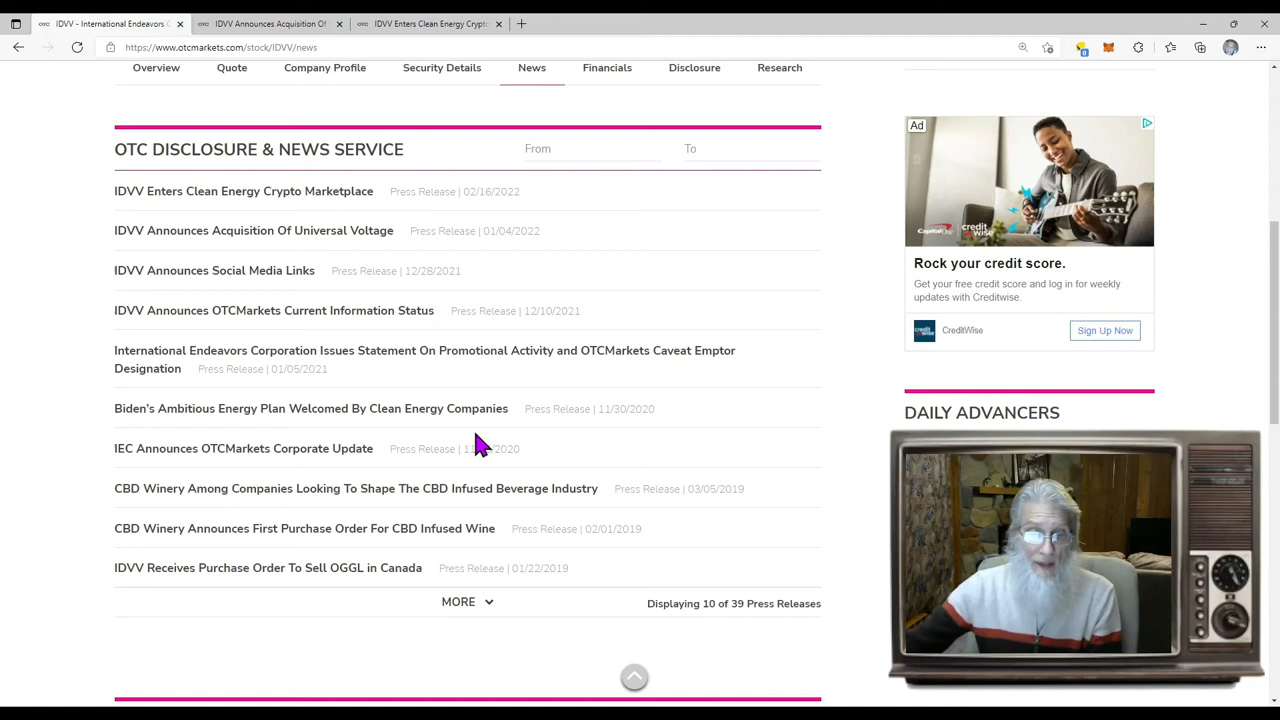 IDVV - International Endeavors C
IDVV Announces Acquisition Of
IDVV Enters Clean Energy Crypto
https://www.otcmarkets.com/stock/IDVV/news
Overview
Quote
Company Profile
Security Details
News
Financials
Disclosure
Research
OTC DISCLOSURE & NEWS SERVICE
From
To
IDVV Enters Clean Energy Crypto Marketplace Press Release | 02/16/2022
IDVV Announces Acquisition Of Universal Voltage Press Release | 01/04/2022
IDVV Announces Social Media Links Press Release | 12/28/2021
IDVV Announces OTCMarkets Current Information Status Press Release | 12/10/2021
International Endeavors Corporation Issues Statement On Promotional Activity and OTCMarkets Caveat Emptor
Designation Press Release | 01/05/2021
Biden's Ambitious Energy Plan Welcomed By Clean Energy Companies Press Release | 11/30/2020
IEC Announces OTCMarkets Corporate Update Press Release |
CBD Winery Among Companies Looking To Shape The CBD Infused Beverage Industry Press Release | 03/05/2019
CBD Winery Announces First Purchase Order For CBD Infused Wine Press Release | 02/01/2019
IDVV Receives Purchase Order To Sell OGGL in Canada Press Release | 01/22/2019
MORE
Displaying 10 of 39 Press Releases
Ad
Capital One
credit wise
Rock your credit score.
Get your free credit score and log in for weekly
updates with Creditwise.
CreditWise
Sign Up Now
DAILY ADVANCERS